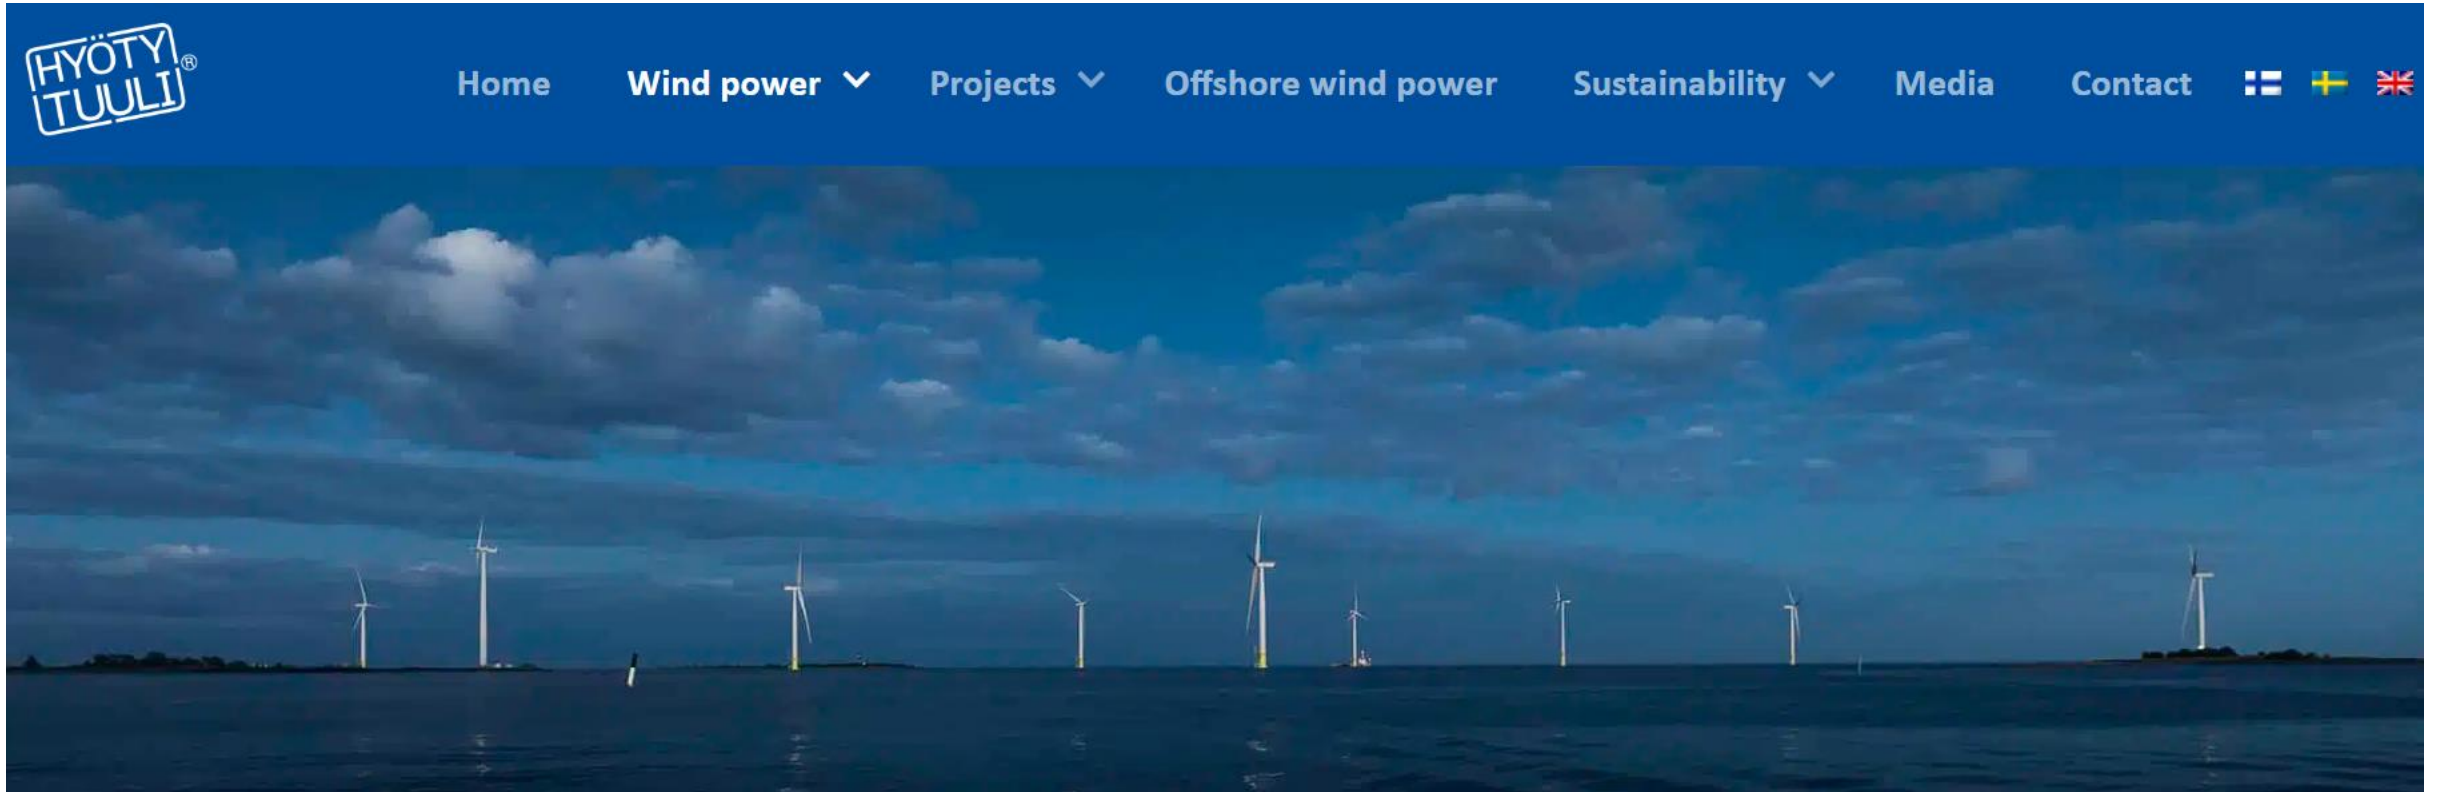 HYÖTY
TUULI®
Home Wind power Projects Offshore wind power Sustainability Media Contact